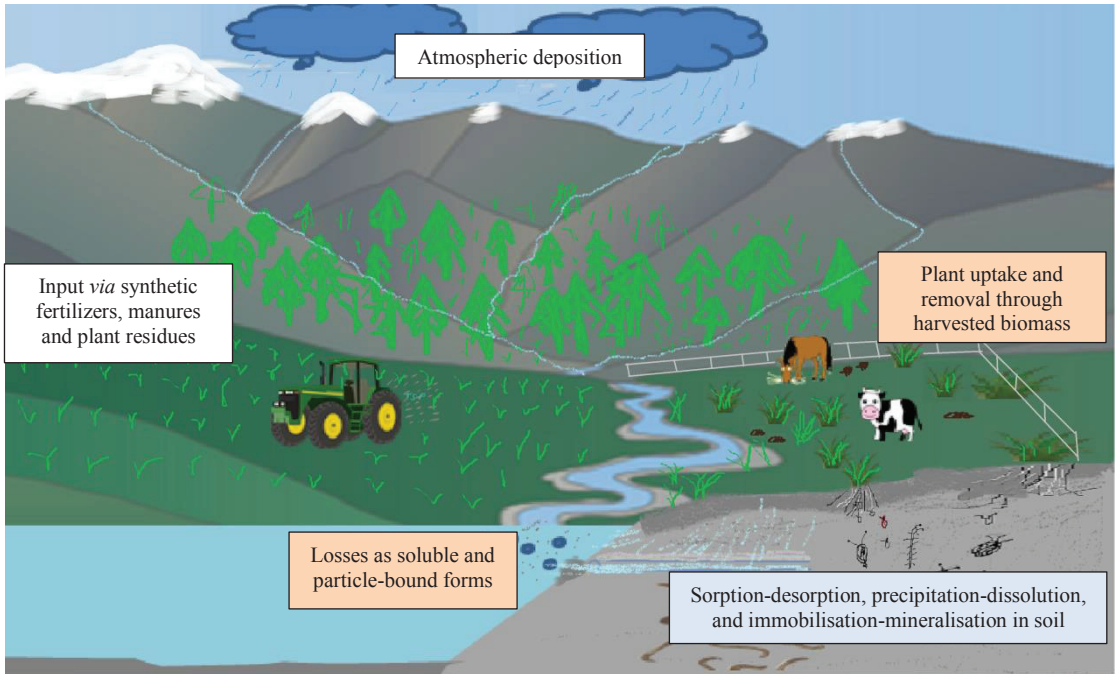 Atmospheric deposition
Input via synthetic
fertilizers, manures
and plant residues
Plant uptake and
removal through
harvested biomass
Losses as soluble and
particle-bound forms
Sorption-desorption, precipitation-dissolution,
and immobilisation-mineralisation in soil